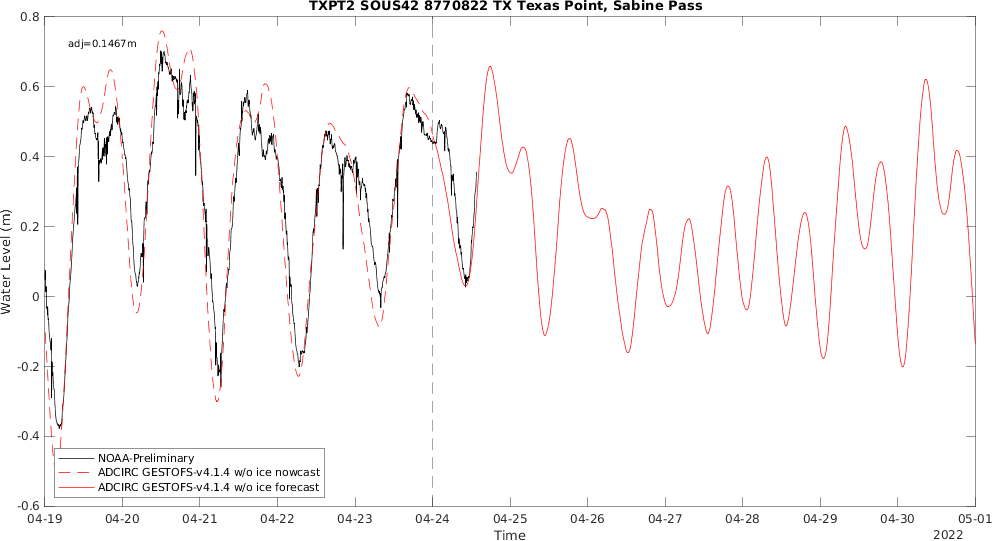 TXPT2 SOUS42 8770822 TX Texas Point, Sabine Pass
adj=0.1467m
Water Level (m)
0.8
0.6
0.4
0.2
0
-0.2
-0.4
-0.6
NOAA-Preliminary
ADCIRC GESTOFS-v4.1.4 w/o ice nowcast
ADCIRC GESTOFS-v4.1.4 w/o ice forecast
04-19 04-20 04-21 04-22 04-23 04-24 04-25 04-26 04-27 04-28 04-29 04-30 05-01
Time
2022